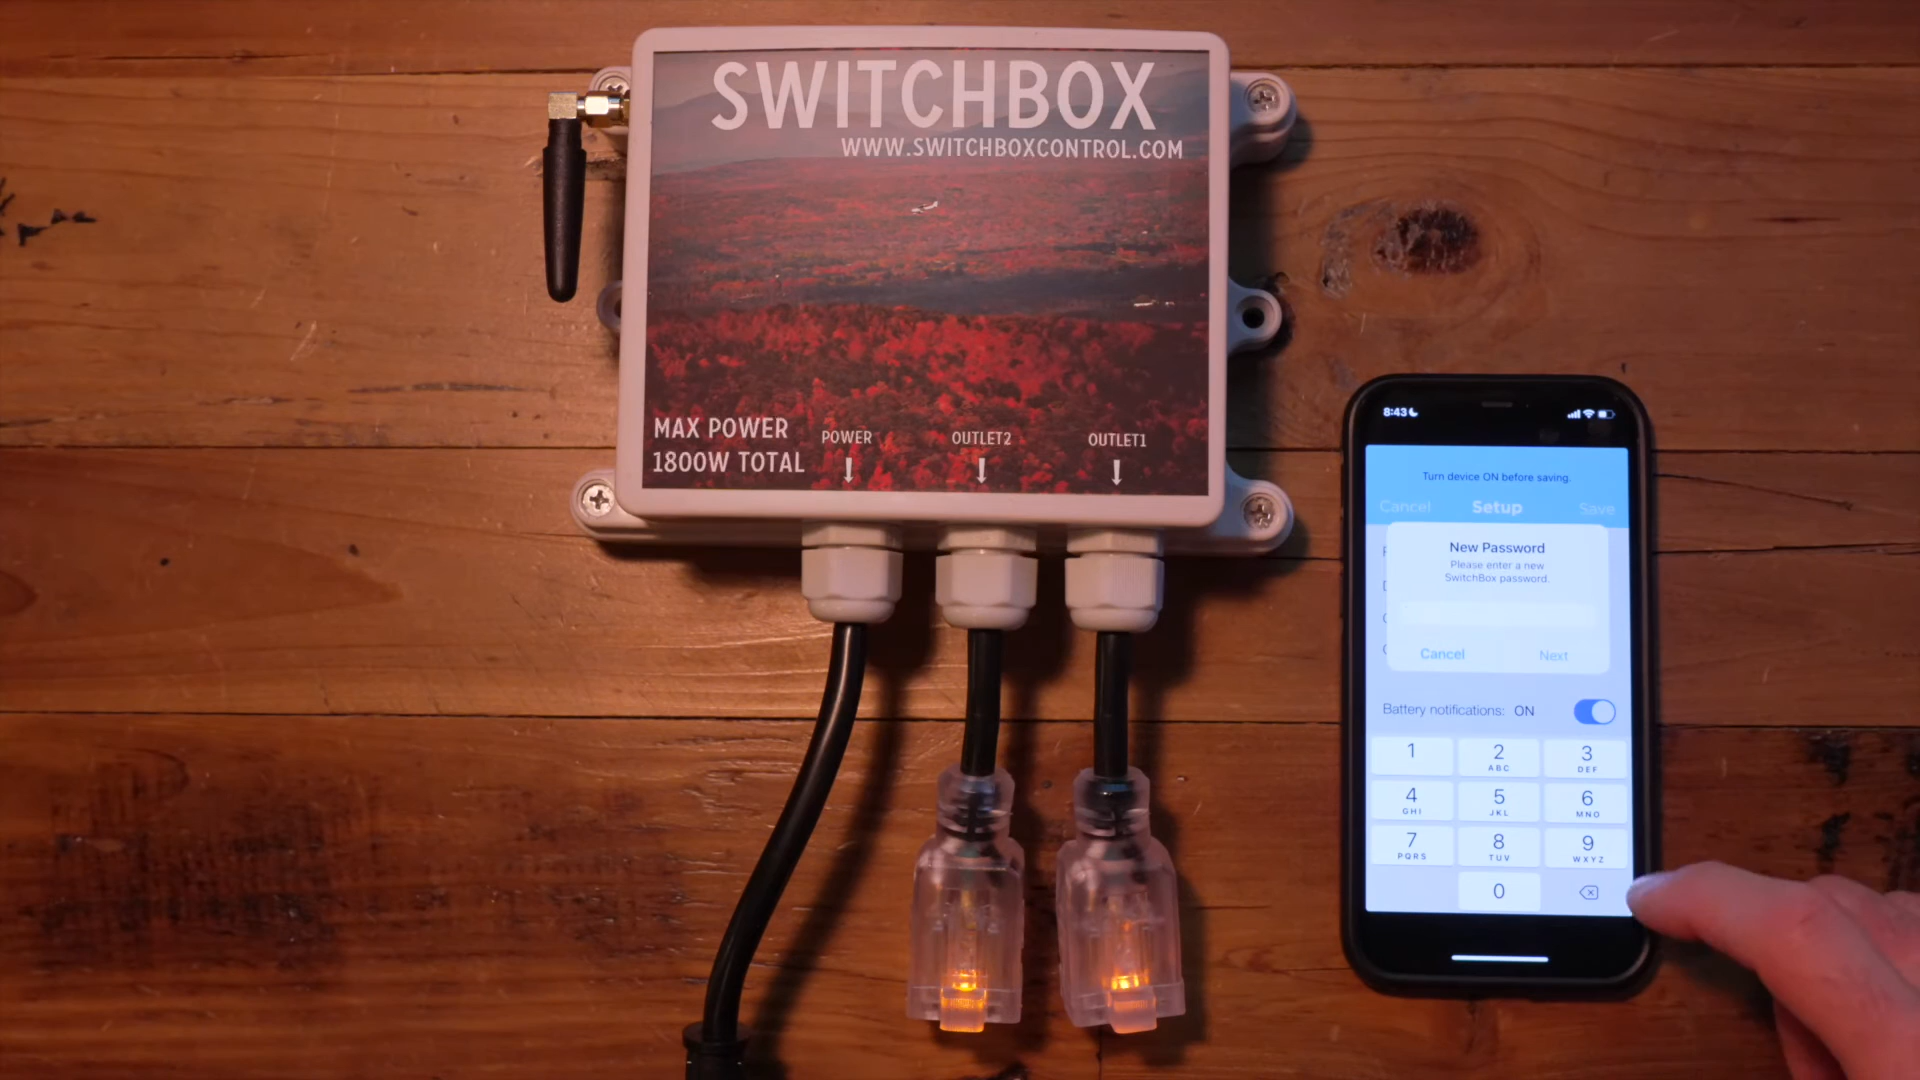 SWITCHBOX
WWW.SWITCHBOXCONTROL.COM
MAX POWER
1800W TOTAL
POWER
OUTLET2
OUTLET1
8:43
Turn device ON before saving.
Cancel
Setup
Save
New Password
Please enter a new
SwitchBox password.
Cancel
Next
Battery notifications: ON
1
2
ABC
3
DEF
4
GHI
5
JKL
6
MNO
7
PQRS
8
TUV
9
WXYZ
0